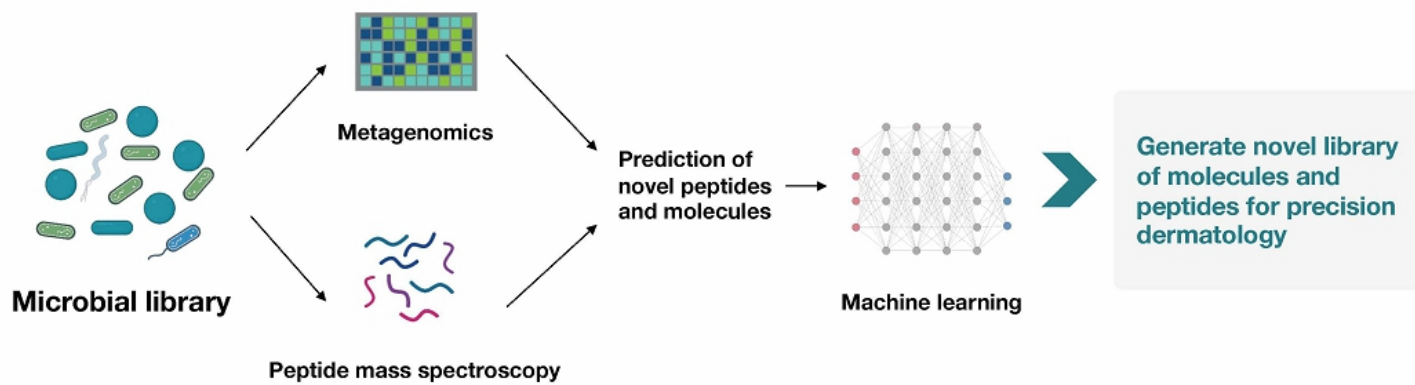 Microbial library
Metagenomics
Peptide mass spectroscopy
Prediction of
novel peptides
and molecules
Machine learning
Generate novel library
of molecules and
peptides for precision
dermatology